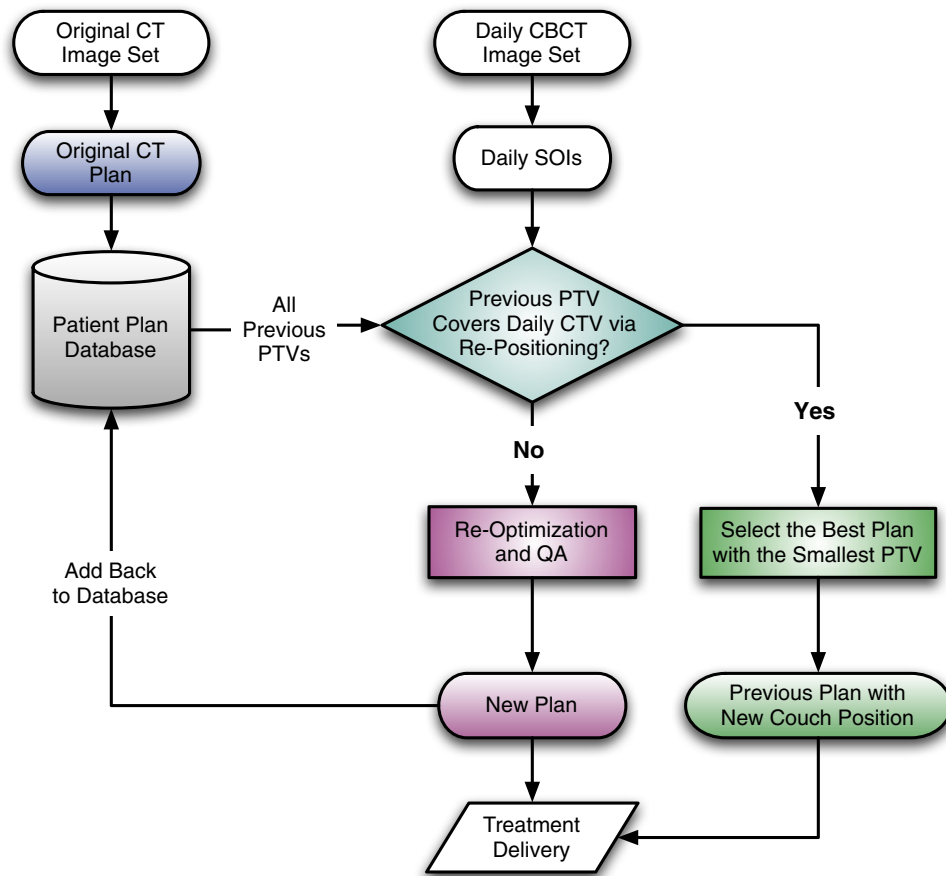 Original CT
Image Set
Daily CBCT
Image Set
Original CT
Plan
Daily SOIs
Patient Plan
Database
All
Previous
PTVs
Previous PTV
Covers Daily CTV via
Re-Positioning?
No
Yes
Re-Optimization
and QA
Select the Best Plan
with the Smallest PTV
Add Back
to Database
New Plan
Previous Plan with
New Couch Position
Treatment
Delivery